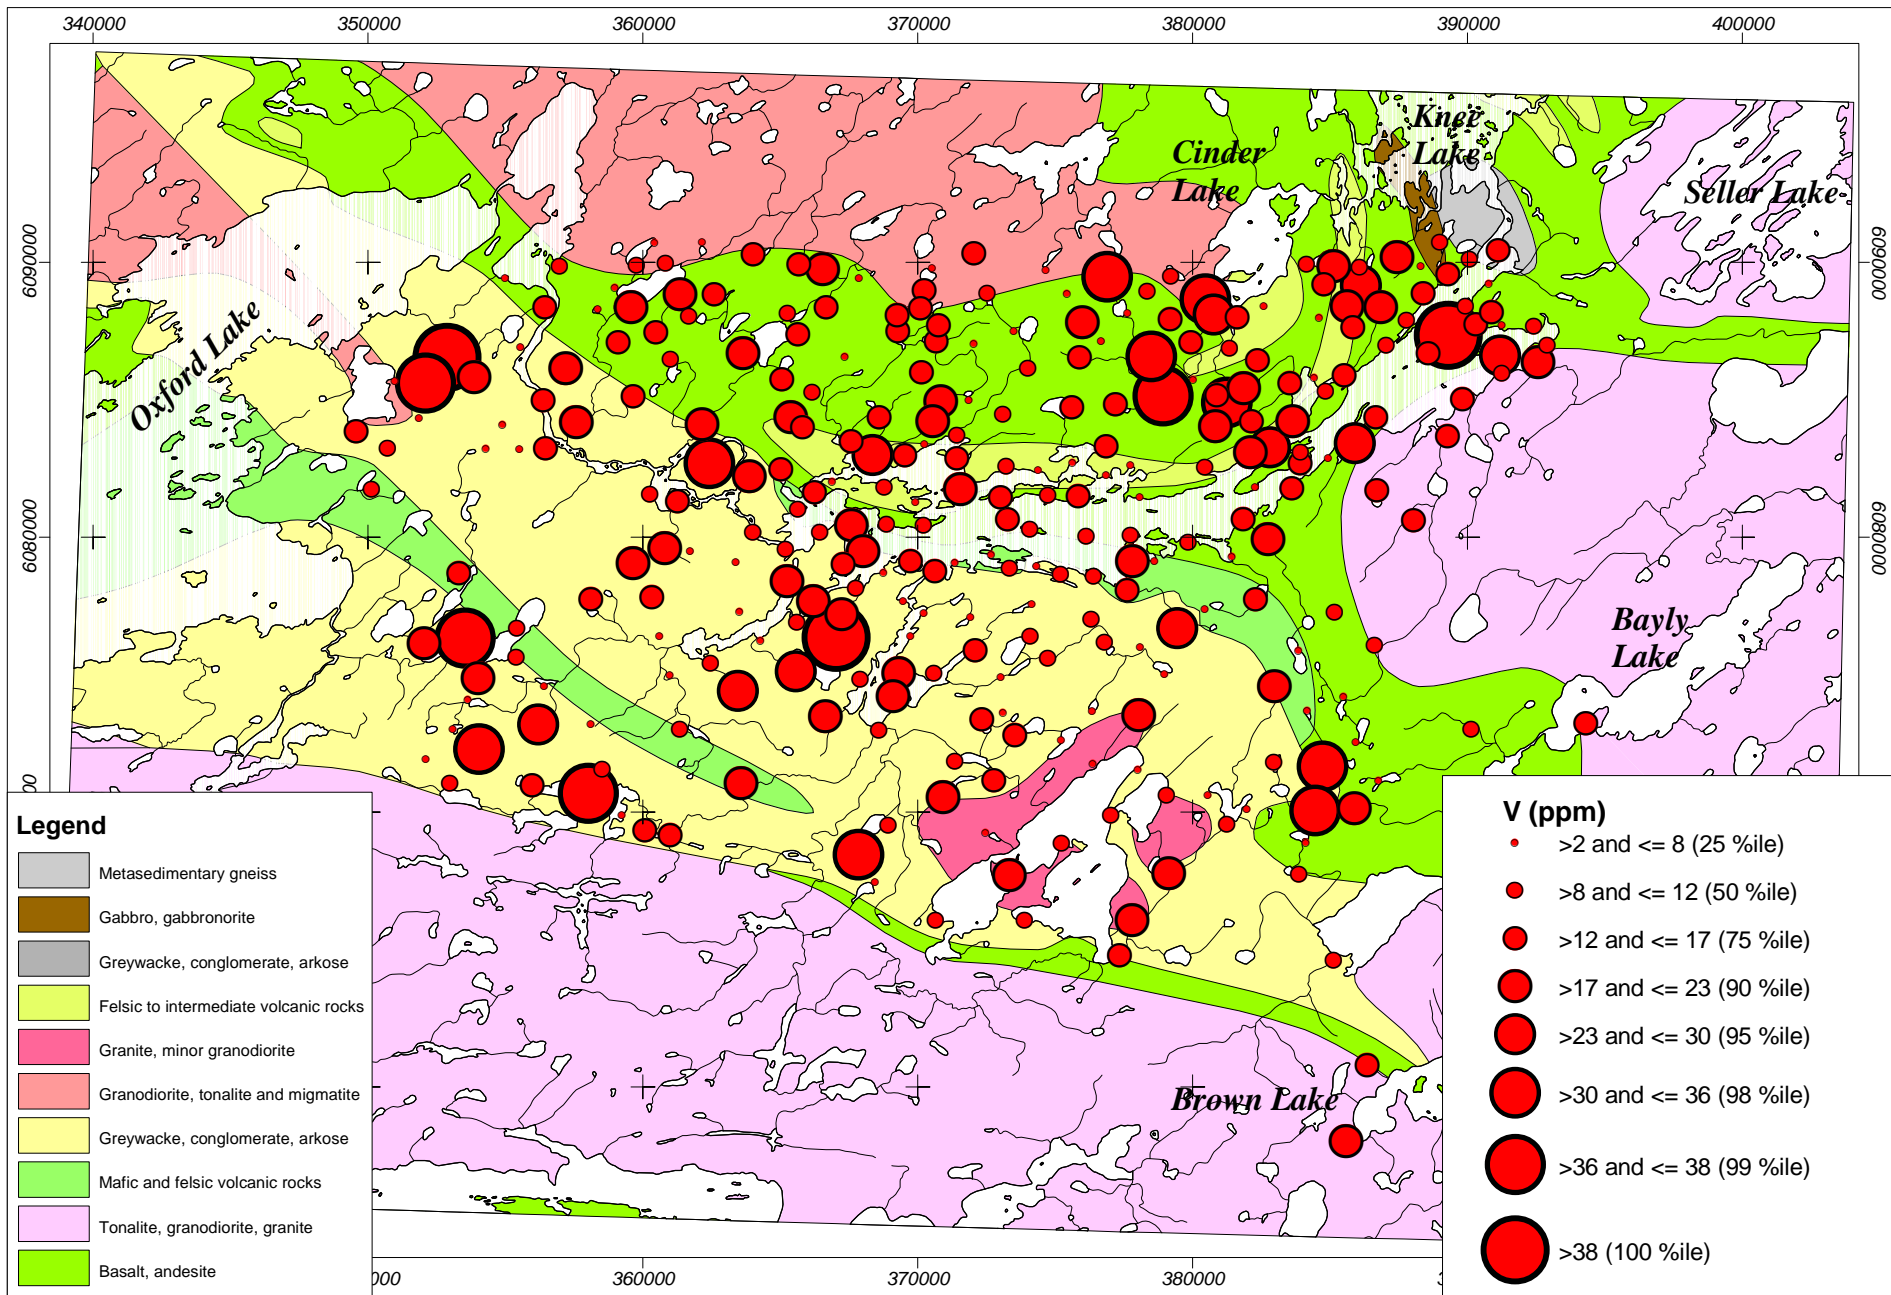 340000 350000 360000 370000 380000 390000 400000
Knee
Lake
Cinder
Lake
Seller Lake
6090000
6090000
Oxford Lake
6080000
6080000
Bayly
Lake
Brown Lake
Legend
Metasedimentary gneiss
Gabbro, gabbronorite
Greywacke, conglomerate, arkose
Felsic to intermediate volcanic rocks
Granite, minor granodiorite
Granodiorite, tonalite and migmatite
Greywacke, conglomerate, arkose
Mafic and felsic volcanic rocks
Tonalite, granodiorite, granite
Basalt, andesite
V (ppm)
>2 and <= 8 (25 %ile)
>8 and <= 12 (50 %ile)
>12 and <= 17 (75 %ile)
>17 and <= 23 (90 %ile)
>23 and <= 30 (95 %ile)
>30 and <= 36 (98 %ile)
>36 and <= 38 (99 %ile)
>38 (100 %ile)
360000 370000 380000